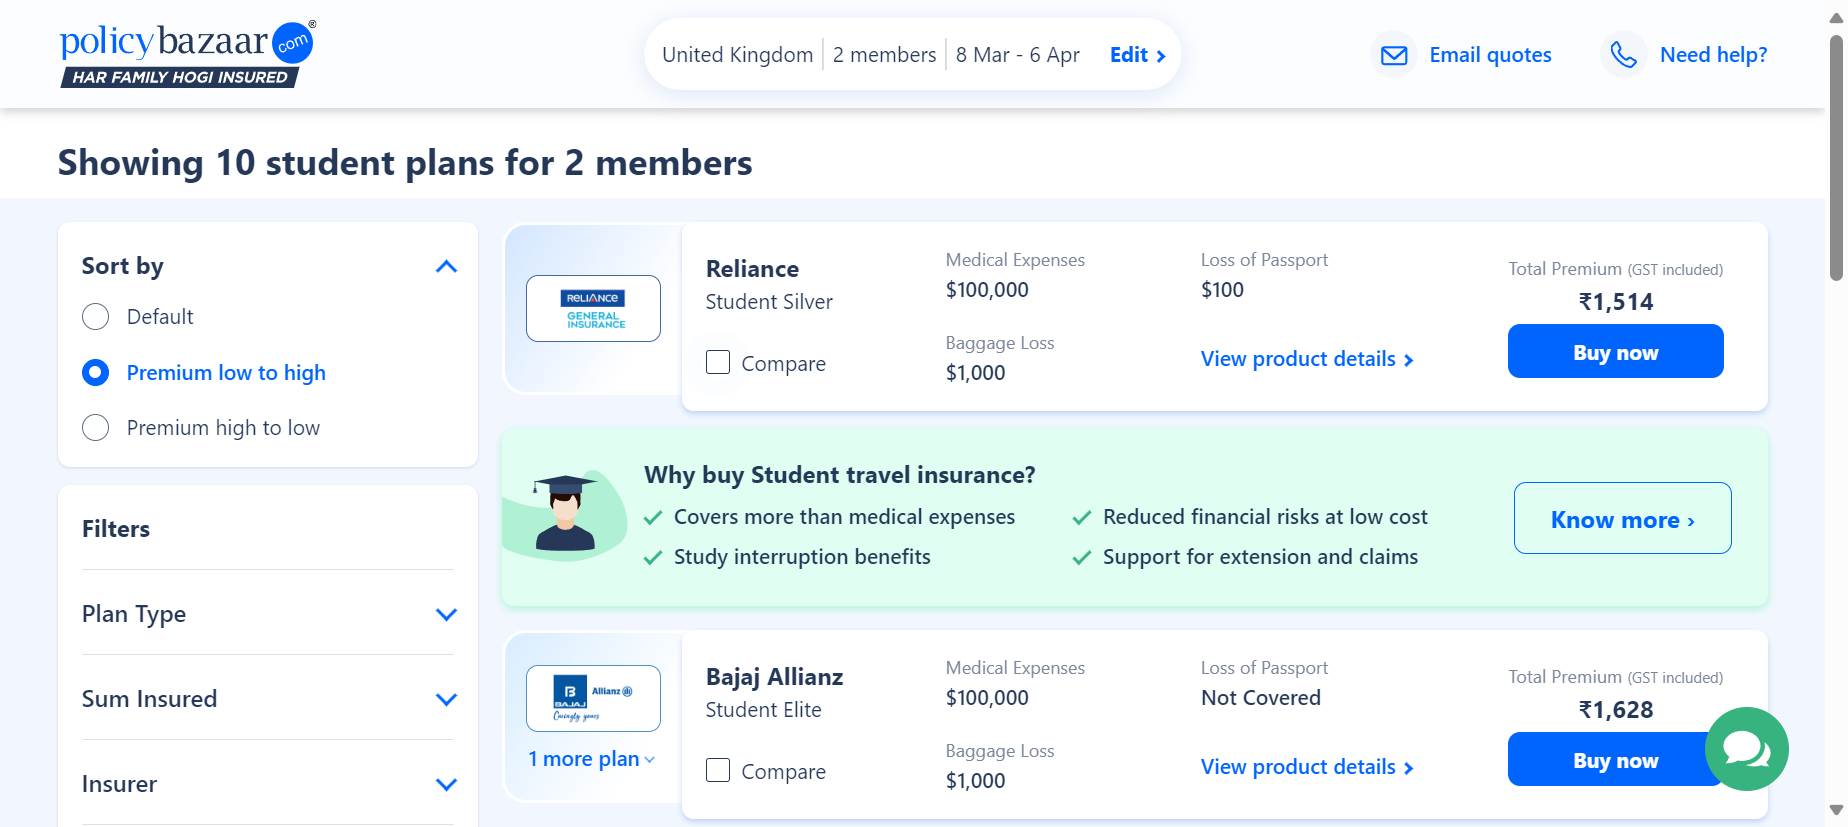 policybazaar.com®
HAR FAMILY HOGI INSURED
United Kingdom
2 members
8 Mar - 6 Apr
Edit
Email quotes
Need help?
Showing 10 student plans for 2 members
Sort by
Default
Premium low to high
Premium high to low
Filters
Plan Type
Sum Insured
Insurer
RELIANCE
GENERAL
INSURANCE
Reliance
Student Silver
Compare
Medical Expenses
$100,000
Baggage Loss
$1,000
Loss of Passport
$100
View product details
Total Premium (GST included)
₹1,514
Buy now
Why buy Student travel insurance?
Covers more than medical expenses
Study interruption benefits
Reduced financial risks at low cost
Support for extension and claims
Know more ›
B
BAJAJ
Allianz
Caringly yours
1 more plan
Bajaj Allianz
Student Elite
Compare
Medical Expenses
$100,000
Baggage Loss
$1,000
Loss of Passport
Not Covered
View product details
Total Premium (GST included)
₹1,628
Buy now